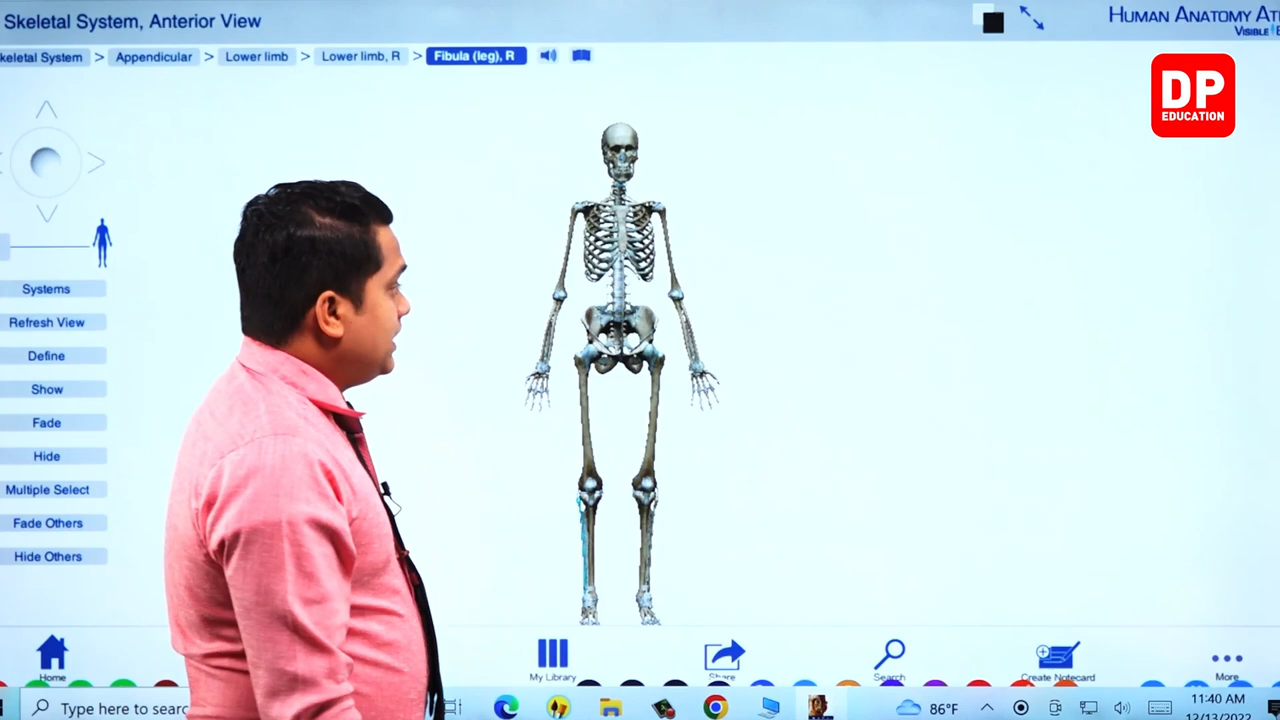 Skeletal System, Anterior View
HUMAN ANATOMY
VISIBLE
keletal System > Appendicular > Lower limb > Lower limb, R > Fibula (leg), R
DP
EDUCATION
Systems
Refresh View
Define
Show
Fade
Hide
Multiple Select
Fade Others
Hide Others
Home
My Library
Share
Search
Create Notecard
More
Type here to searc
86°F
11:40 AM
12/13/2022